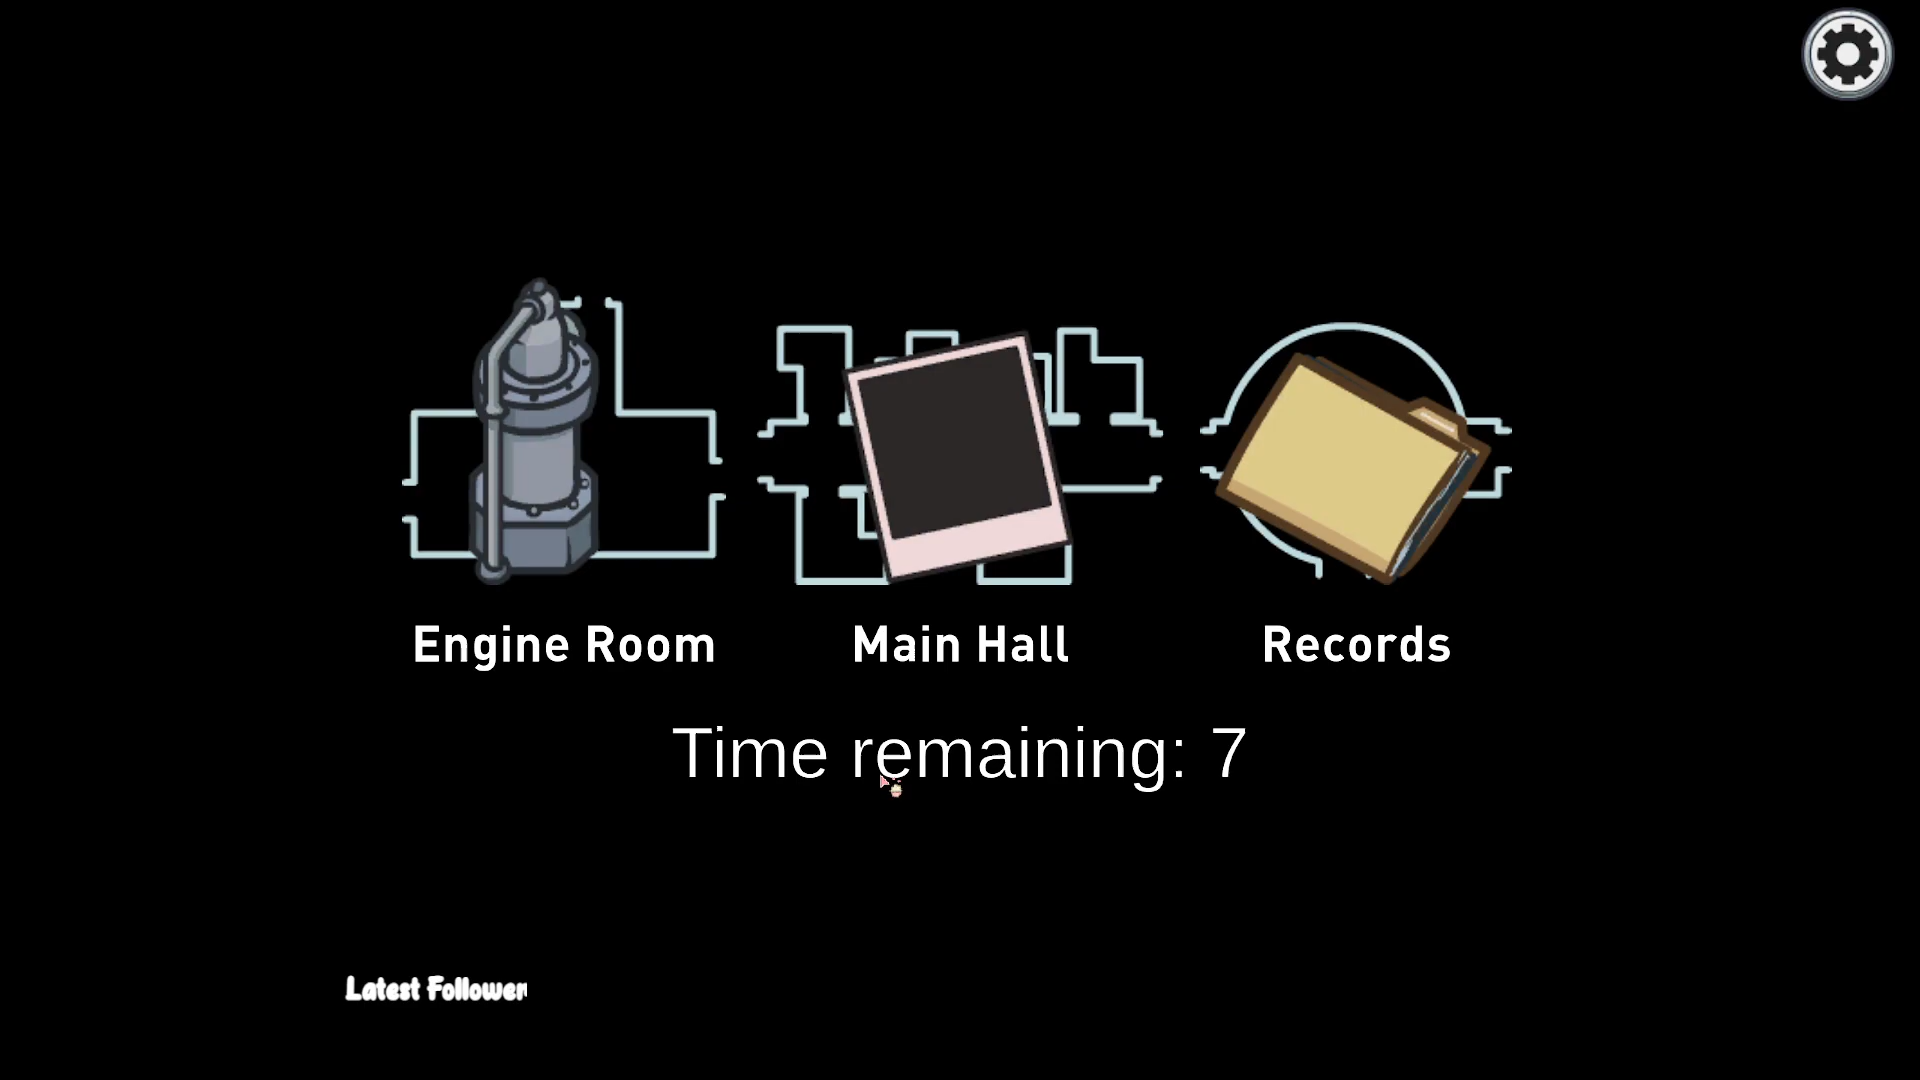 Engine Room
Main Hall
Records
Time remaining: 7
Latest Follower